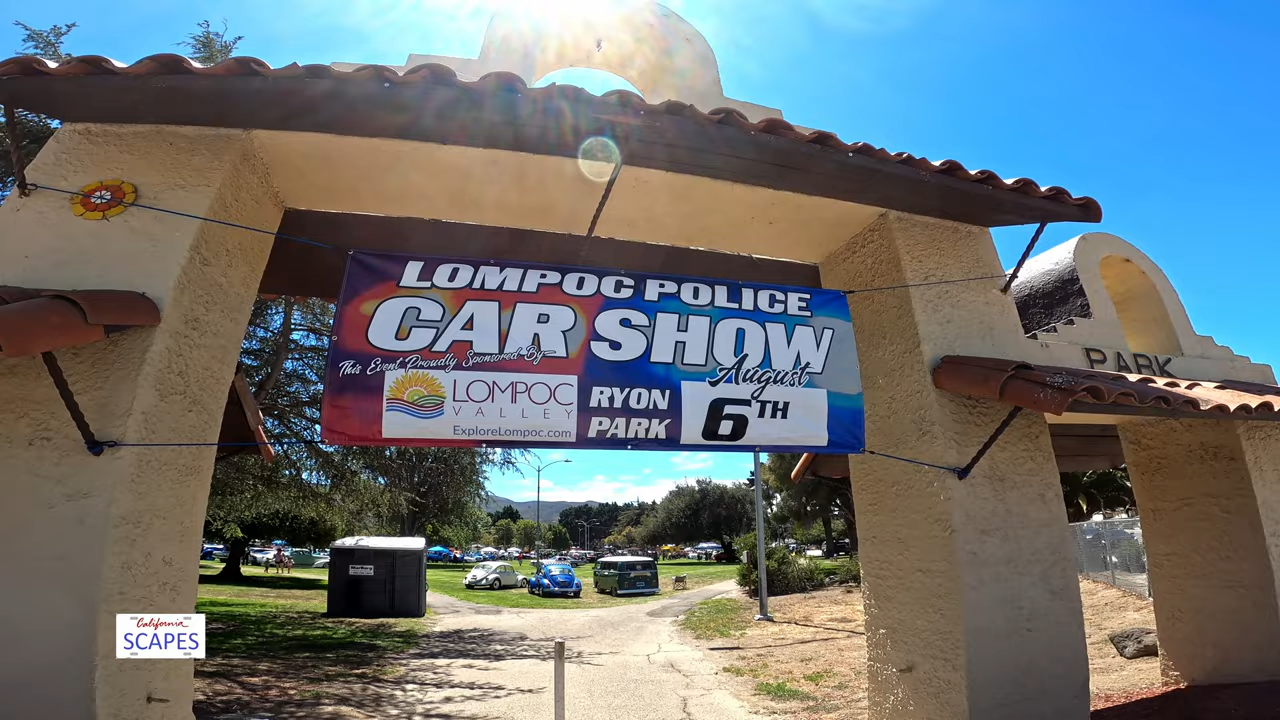 LOMPOC POLICE
CAR SHOW
This Event Proudly Sponsored By-
August
LOMPOC
VALLEY
ExploreLompoc.com
RYON
PARK
6TH
PARK
MarBorg
California
SCAPES